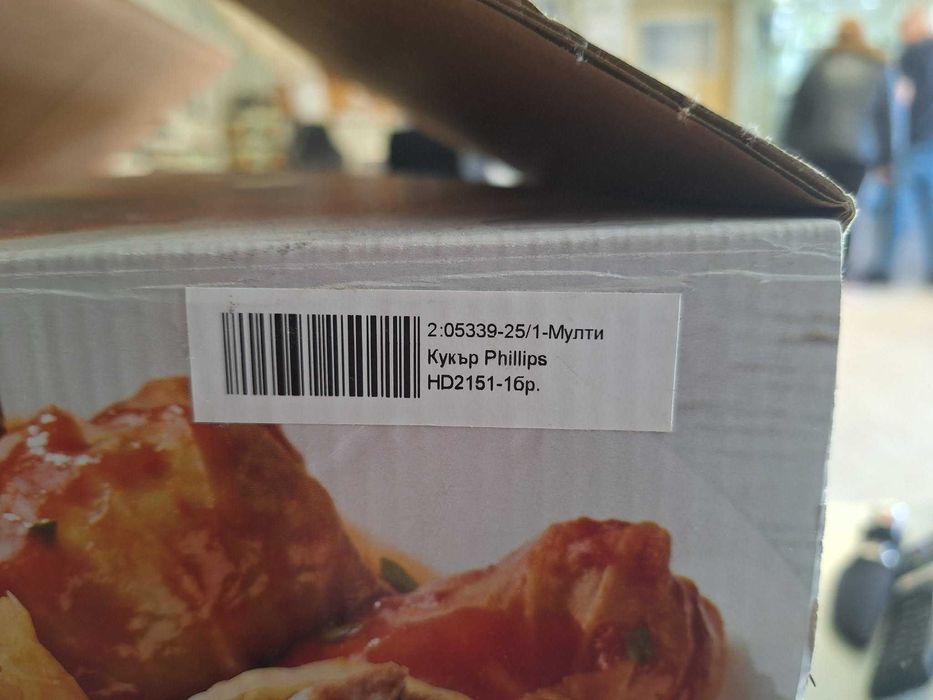 2:05339-25/1-Мулти
Кукър Phillips
HD2151-1бр.